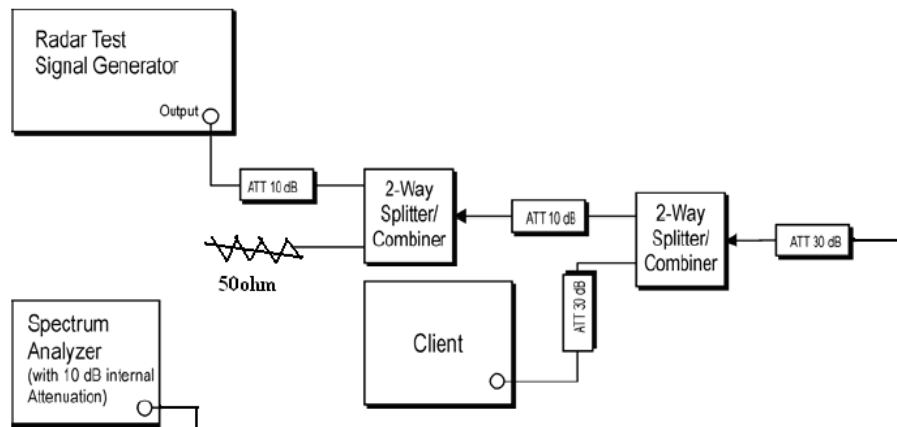 Radar Test
Signal Generator
Output
ATT 10 dB
2-Way
Splitter/
Combiner
ATT 10 dB
2-Way
Splitter/
Combiner
ATT 30 dB
50ohm
ATT 30 dB
Client
Spectrum
Analyzer
(with 10 dB internal
Attenuation)